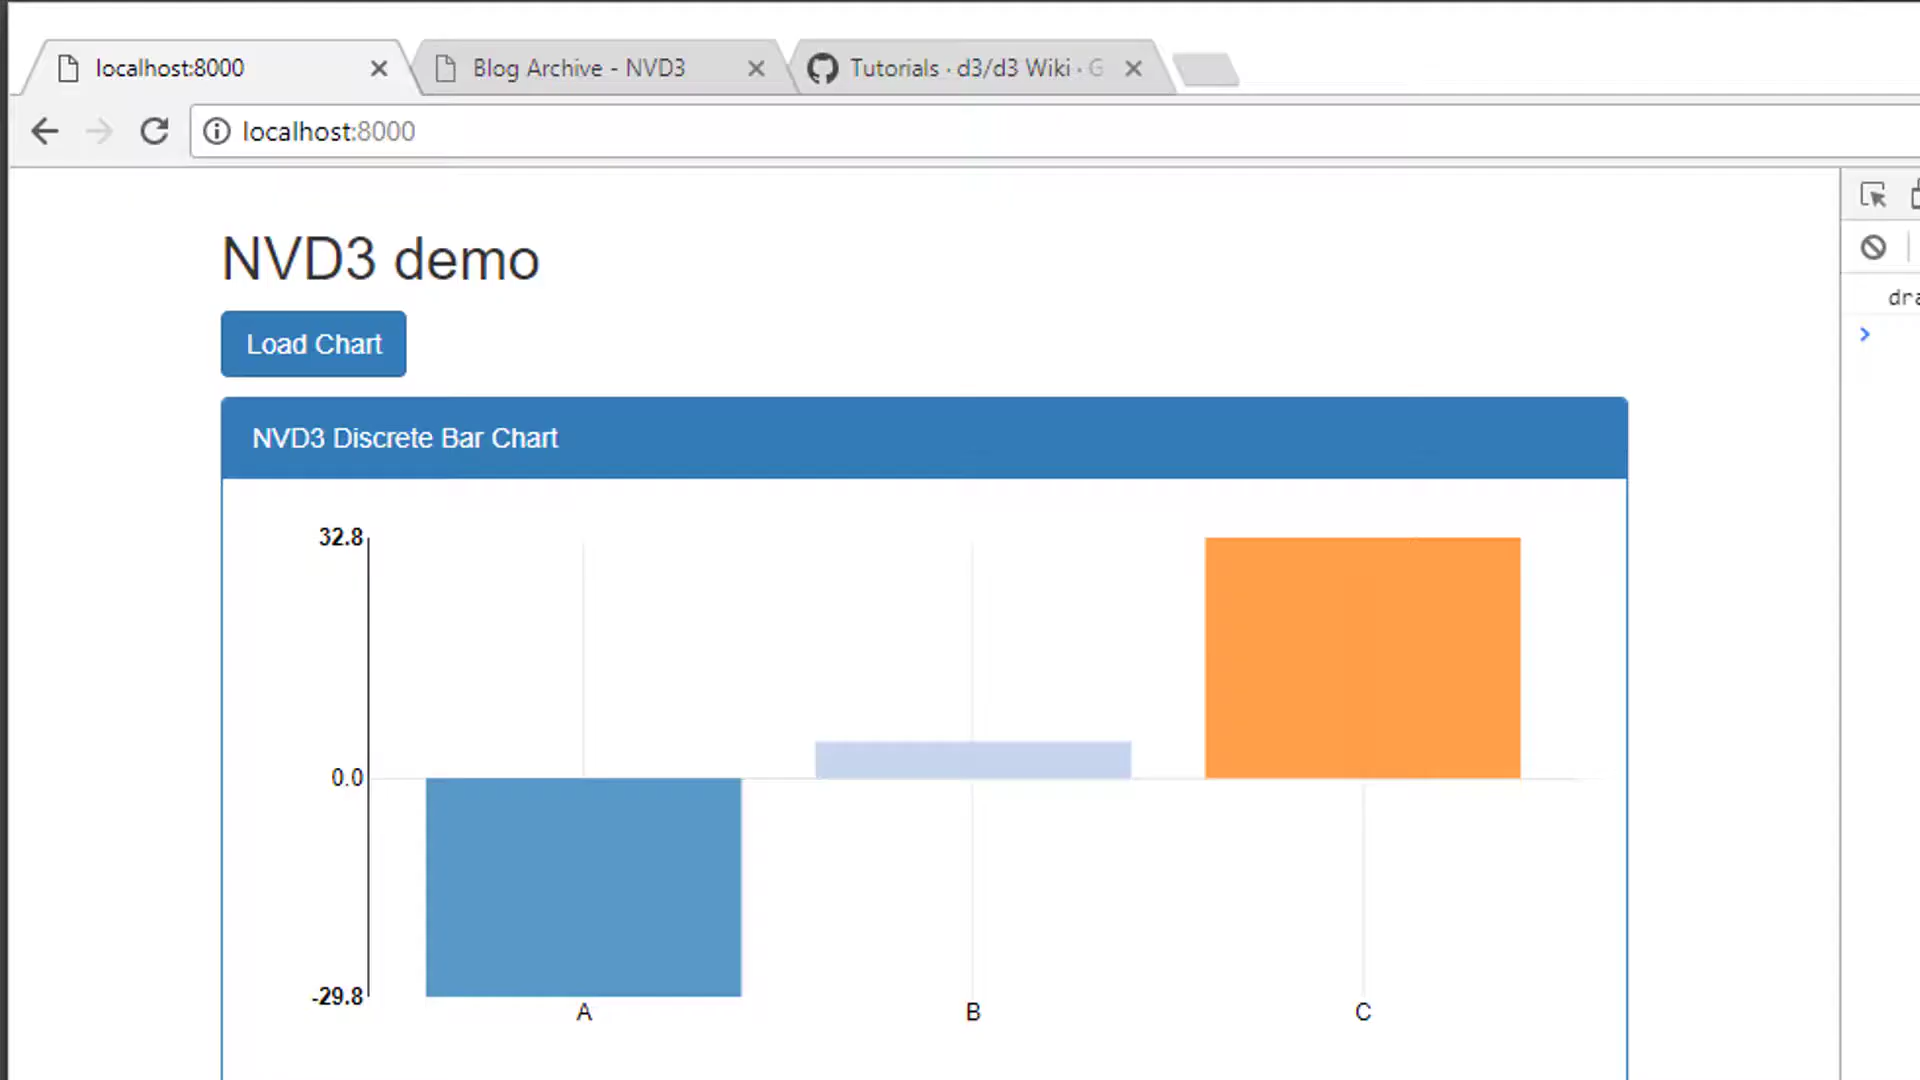 localhost:8000
Blog Archive - NVD3
Tutorials · d3/d3 Wiki · G
localhost:8000
NVD3 demo
Load Chart
NVD3 Discrete Bar Chart
32.8
0.0
-29.8
A
B
C